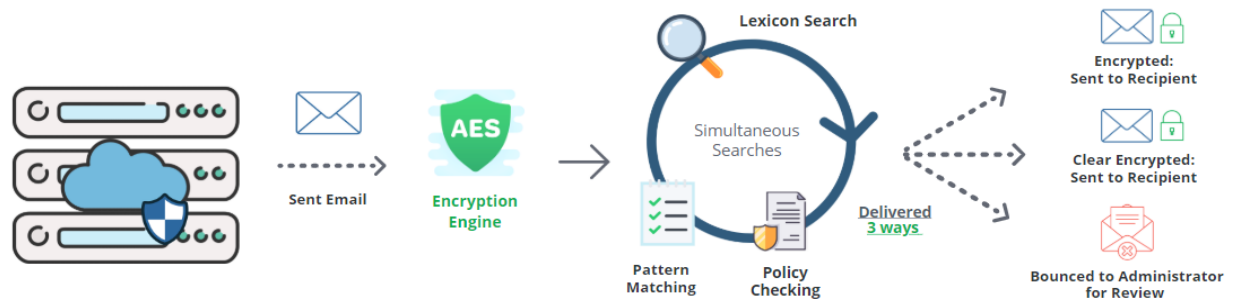 Sent Email
AES
Encryption
Engine
Lexicon Search
Simultaneous
Searches
Pattern
Matching
Policy
Checking
Delivered
3 ways
Encrypted:
Sent to Recipient
Clear Encrypted:
Sent to Recipient
Bounced to Administrator
for Review